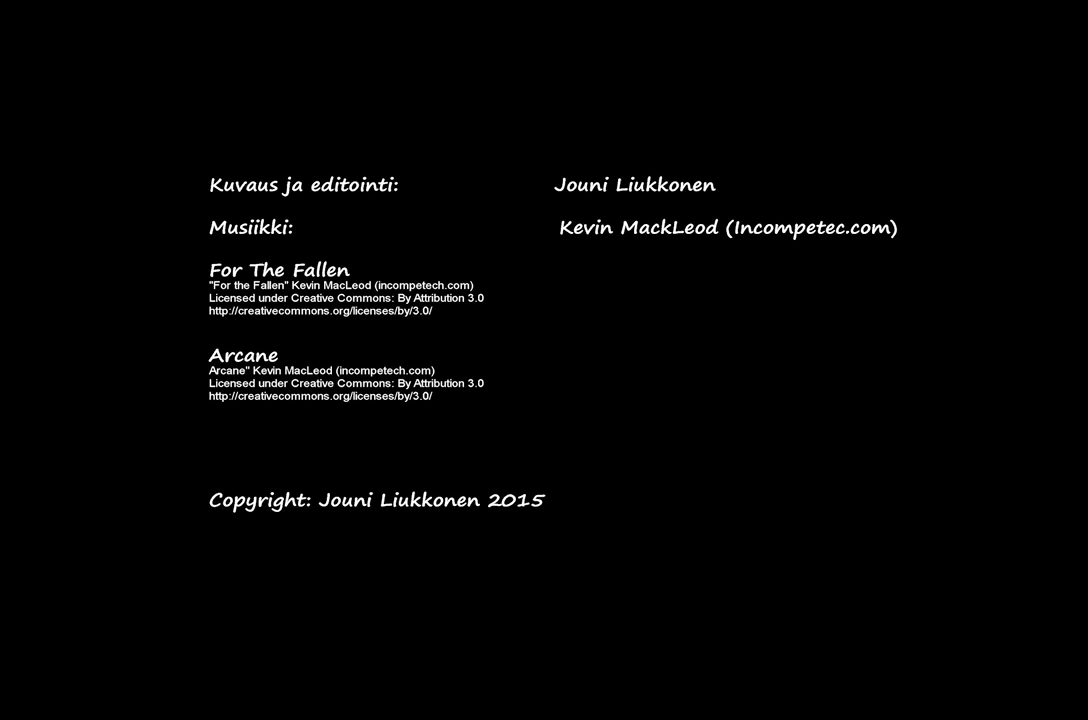 Kuvaus ja editointi: Jouni Liukkonen
Musiikki: Kevin MackLeod (Incompetec.com)
For The Fallen
"For the Fallen" Kevin MacLeod (incompetech.com)
Licensed under Creative Commons: By Attribution 3.0
http://creativecommons.org/licenses/by/3.0/
Arcane
Arcane" Kevin MacLeod (incompetech.com)
Licensed under Creative Commons: By Attribution 3.0
http://creativecommons.org/licenses/by/3.0/
Copyright: Jouni Liukkonen 2015